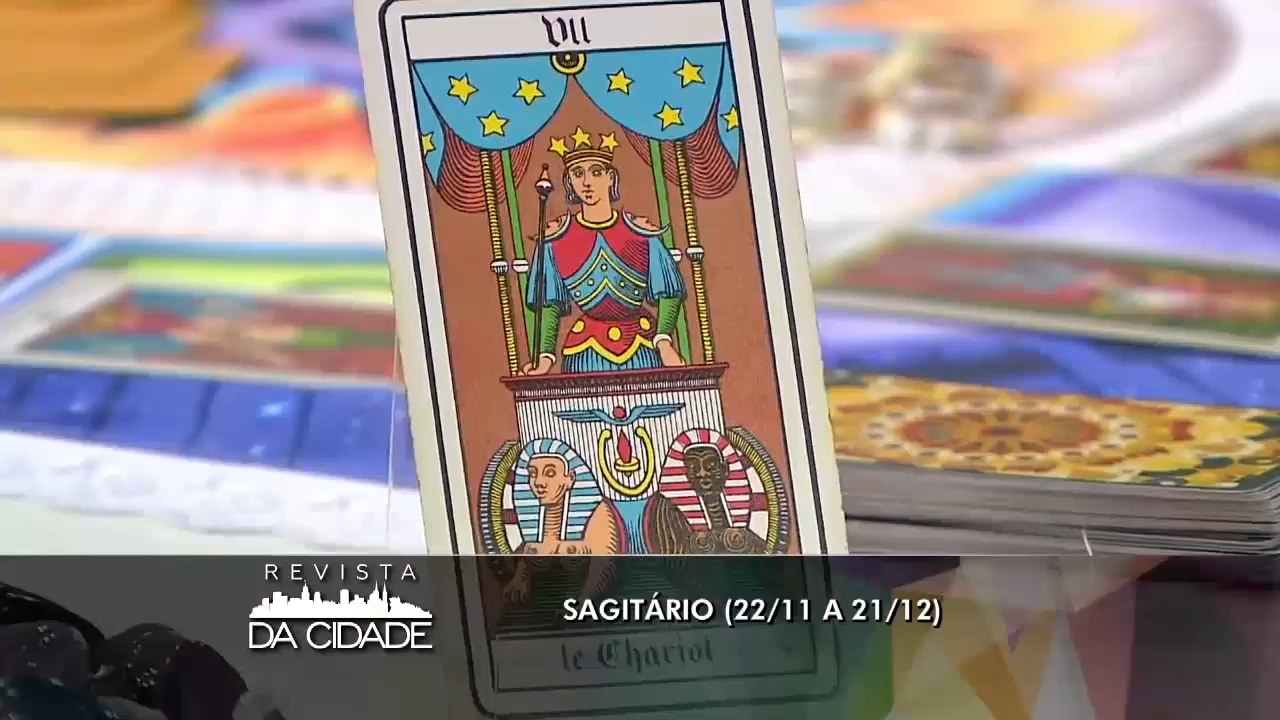 VII
REVISTA
DA CIDADE
SAGITÁRIO (22/11 A 21/12)
le Chariot